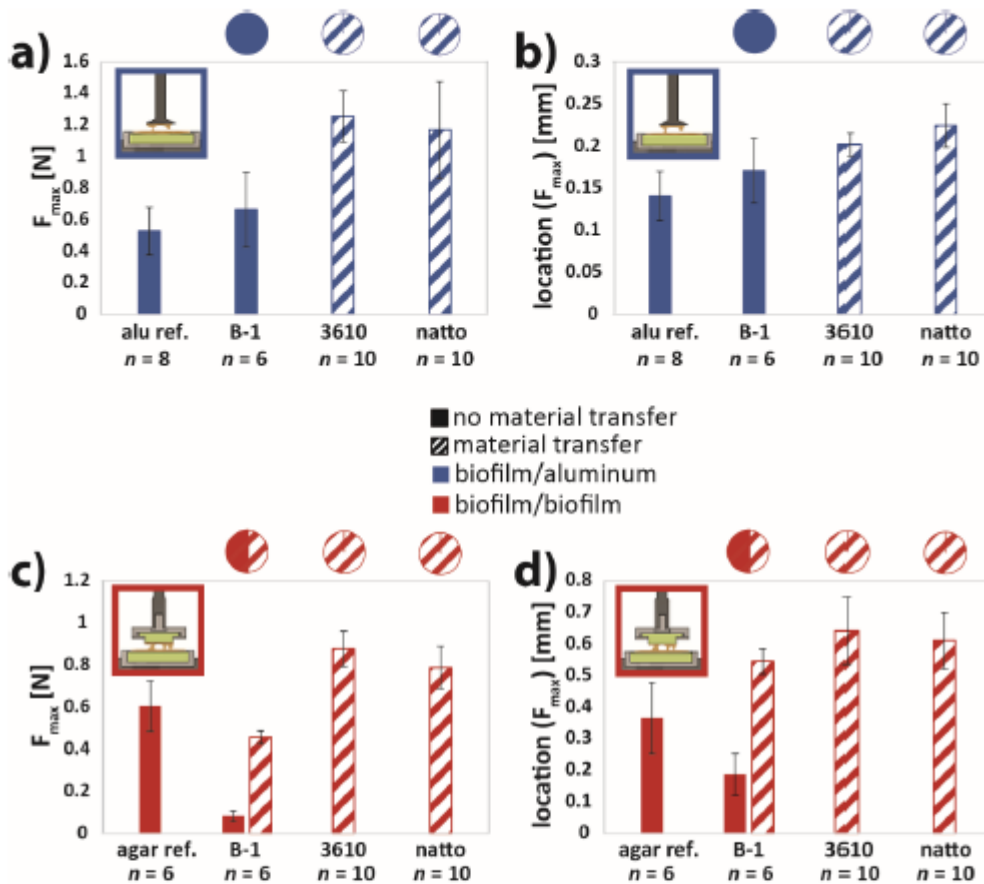 a)
F_max [N]
1.6
1.4
1.2
1
0.8
0.6
0.4
0.2
0
alu ref. B-1 3610 natto
n = 8 n = 6 n = 10 n = 10
b)
location (F_max) [mm]
0.3
0.25
0.2
0.15
0.1
0.05
0
alu ref. B-1 3610 natto
n = 8 n = 6 n = 10 n = 10
no material transfer
material transfer
biofilm/aluminum
biofilm/biofilm
c)
F_max [N]
1.2
1
0.8
0.6
0.4
0.2
0
agar ref. B-1 3610 natto
n = 6 n = 6 n = 10 n = 10
d)
location (F_max) [mm]
0.8
0.7
0.6
0.5
0.4
0.3
0.2
0.1
0
agar ref. B-1 3610 natto
n = 6 n = 6 n = 10 n = 10